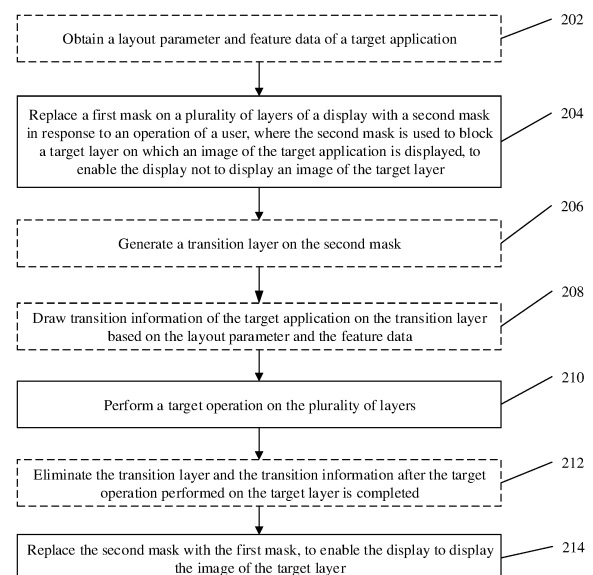 202
Obtain a layout parameter and feature data of a target application
204
Replace a first mask on a plurality of layers of a display with a second mask
in response to an operation of a user, where the second mask is used to block
a target layer on which an image of the target application is displayed, to
enable the display not to display an image of the target layer
206
Generate a transition layer on the second mask
208
Draw transition information of the target application on the transition layer
based on the layout parameter and the feature data
210
Perform a target operation on the plurality of layers
212
Eliminate the transition layer and the transition information after the target
operation performed on the target layer is completed
214
Replace the second mask with the first mask, to enable the display to display
the image of the target layer